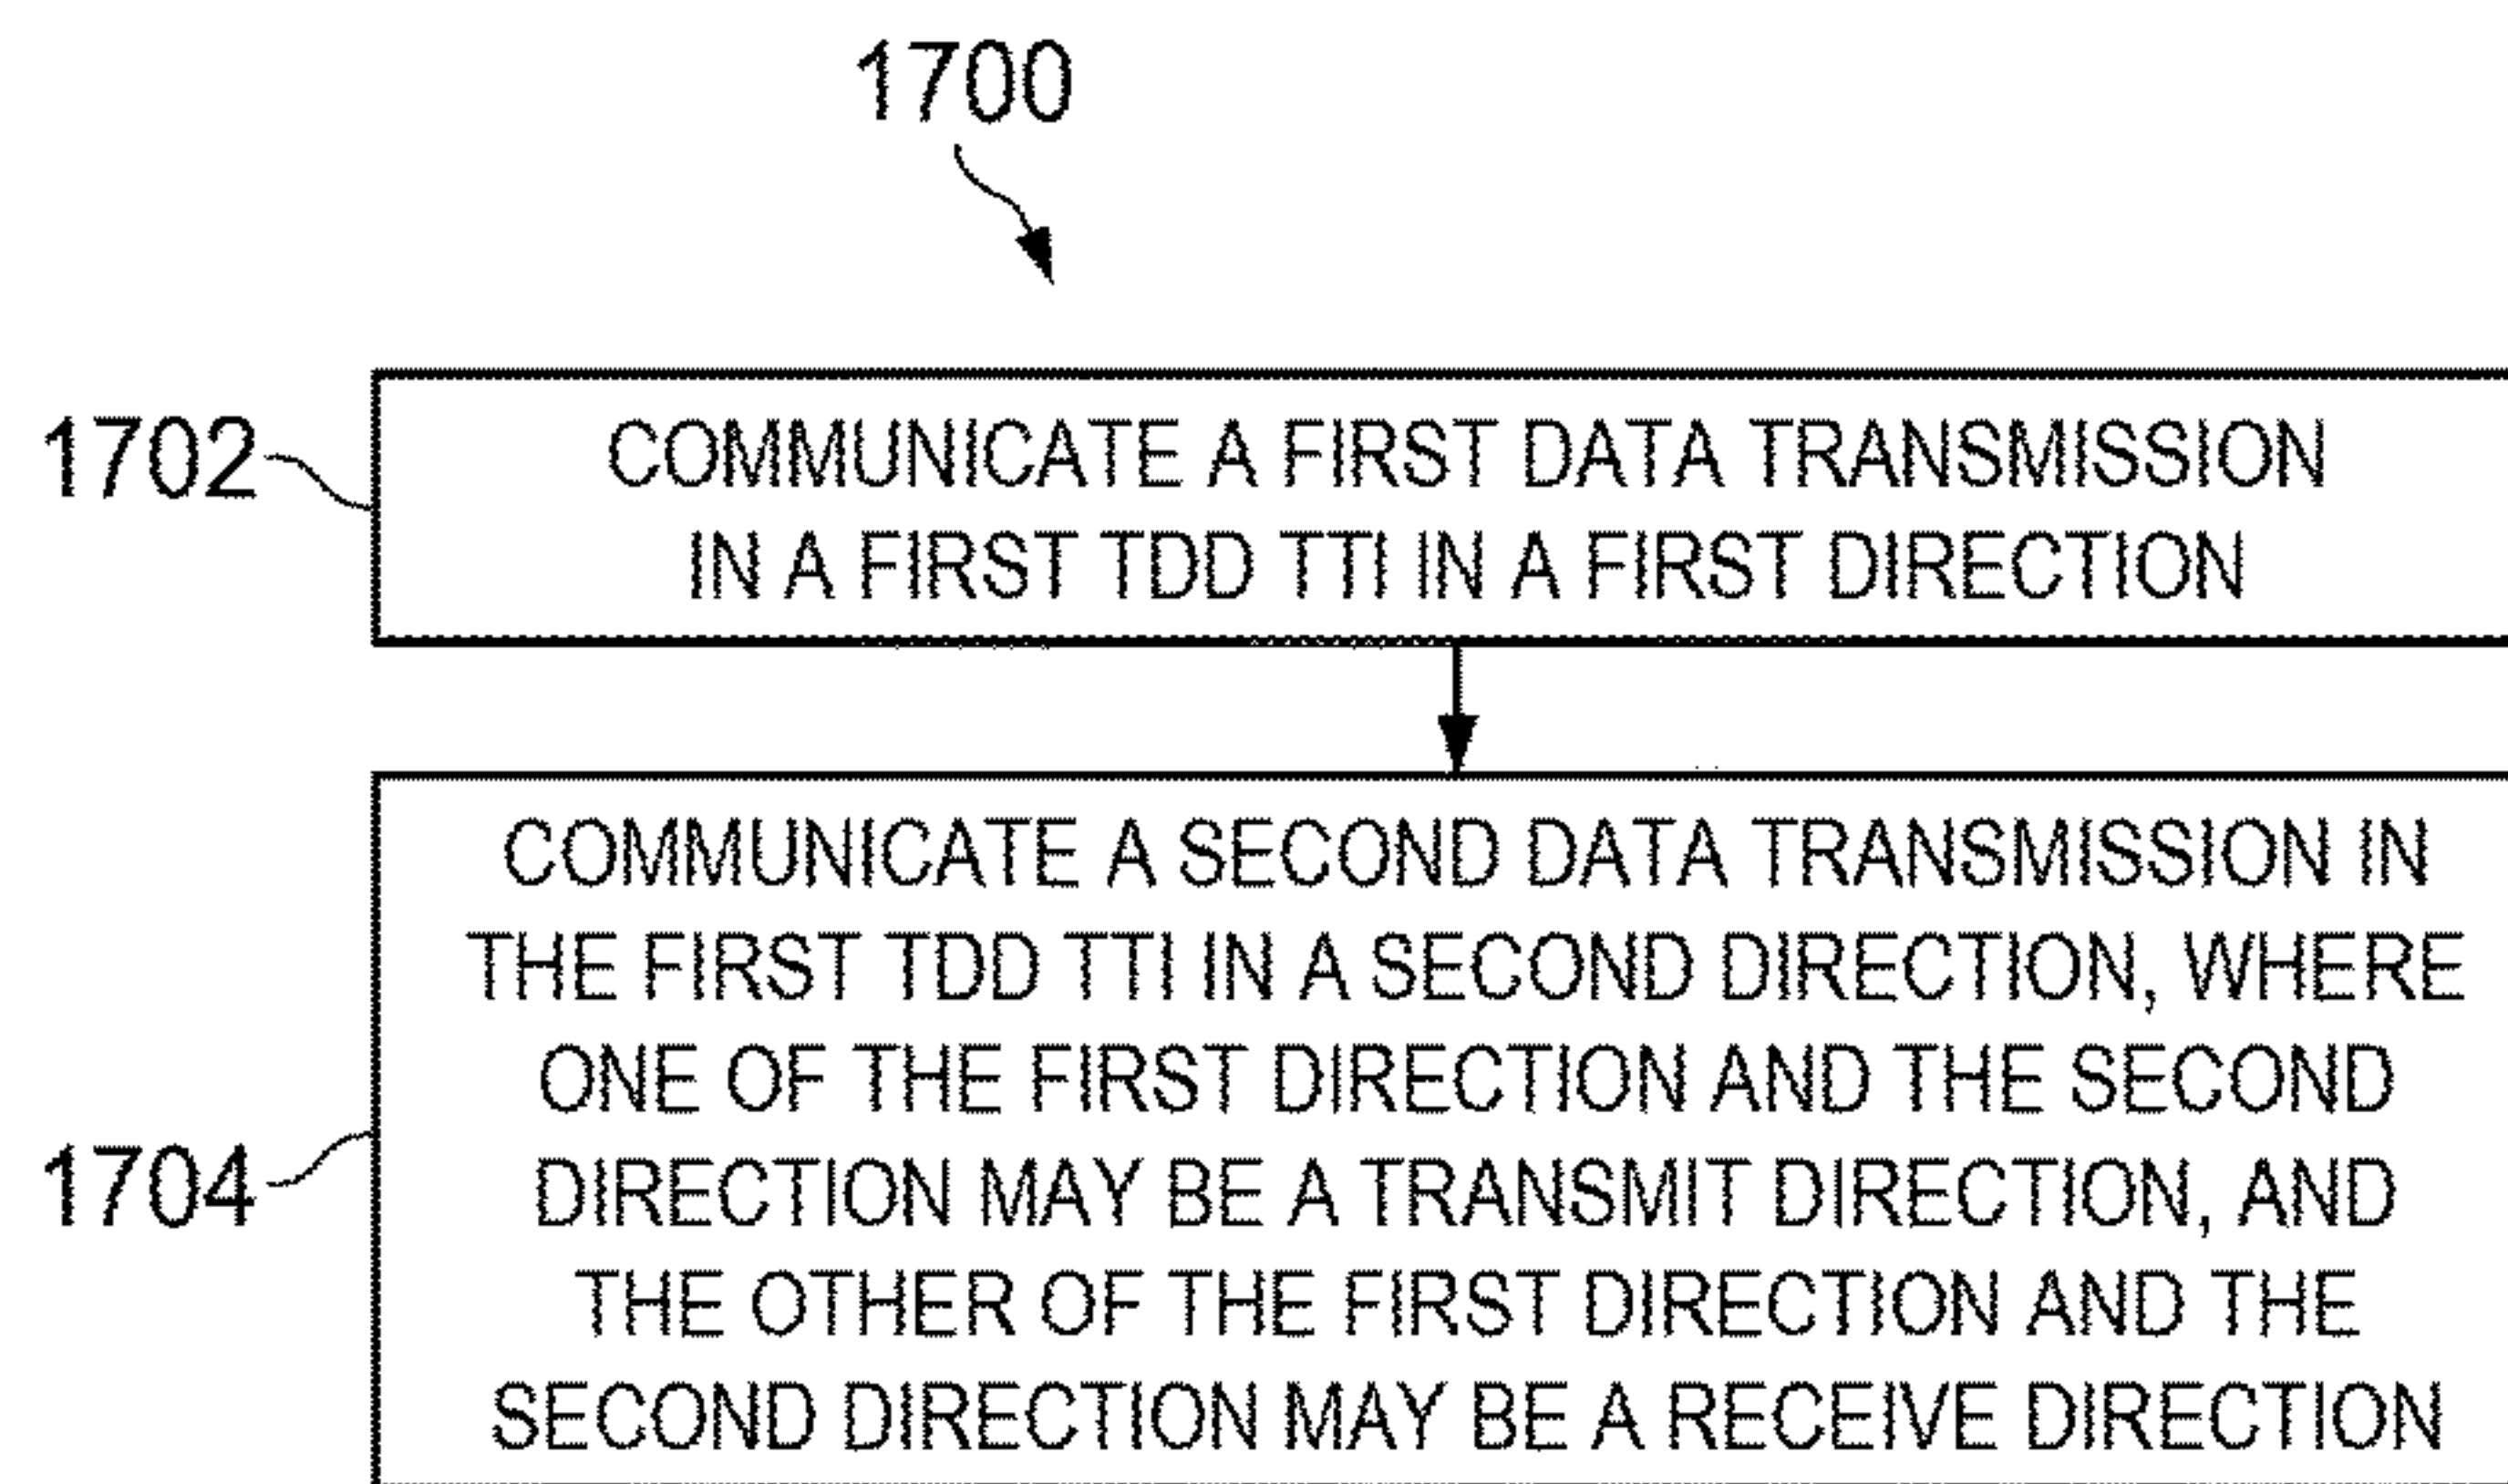 1700
1702
COMMUNICATE A FIRST DATA TRANSMISSION
IN A FIRST TDD TTI IN A FIRST DIRECTION
1704
COMMUNICATE A SECOND DATA TRANSMISSION IN
THE FIRST TDD TTI IN A SECOND DIRECTION, WHERE
ONE OF THE FIRST DIRECTION AND THE SECOND
DIRECTION MAY BE A TRANSMIT DIRECTION, AND
THE OTHER OF THE FIRST DIRECTION AND THE
SECOND DIRECTION MAY BE A RECEIVE DIRECTION